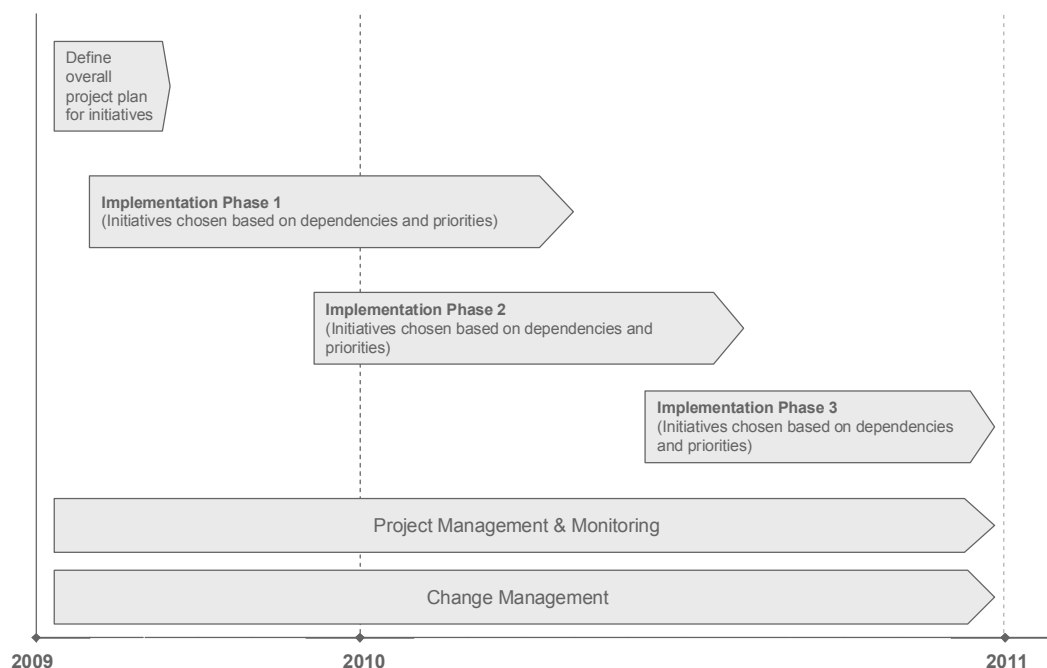 Define
overall
project plan
for initiatives
Implementation Phase 1
(Initiatives chosen based on dependencies and priorities)
Implementation Phase 2
(Initiatives chosen based on dependencies and
priorities)
Implementation Phase 3
(Initiatives chosen based on dependencies
and priorities)
Project Management & Monitoring
Change Management
2009 2010 2011